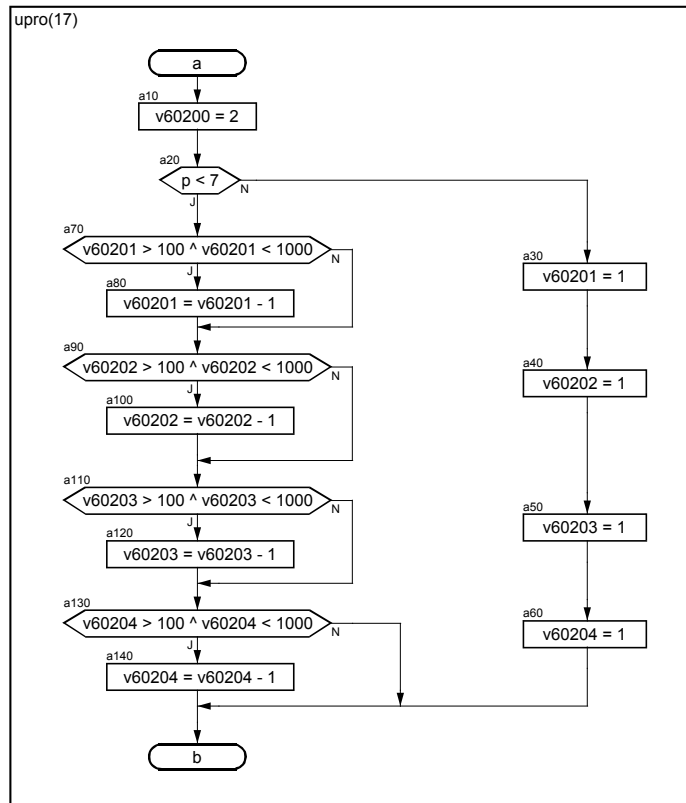 upro(17)
a
a10
v60200 = 2
a20
p < 7
N
J
a70
v60201 > 100 ^ v60201 < 1000
N
J
a80
v60201 = v60201 - 1
a90
v60202 > 100 ^ v60202 < 1000
N
J
a100
v60202 = v60202 - 1
a110
v60203 > 100 ^ v60203 < 1000
N
J
a120
v60203 = v60203 - 1
a130
v60204 > 100 ^ v60204 < 1000
N
J
a140
v60204 = v60204 - 1
a30
v60201 = 1
a40
v60202 = 1
a50
v60203 = 1
a60
v60204 = 1
b